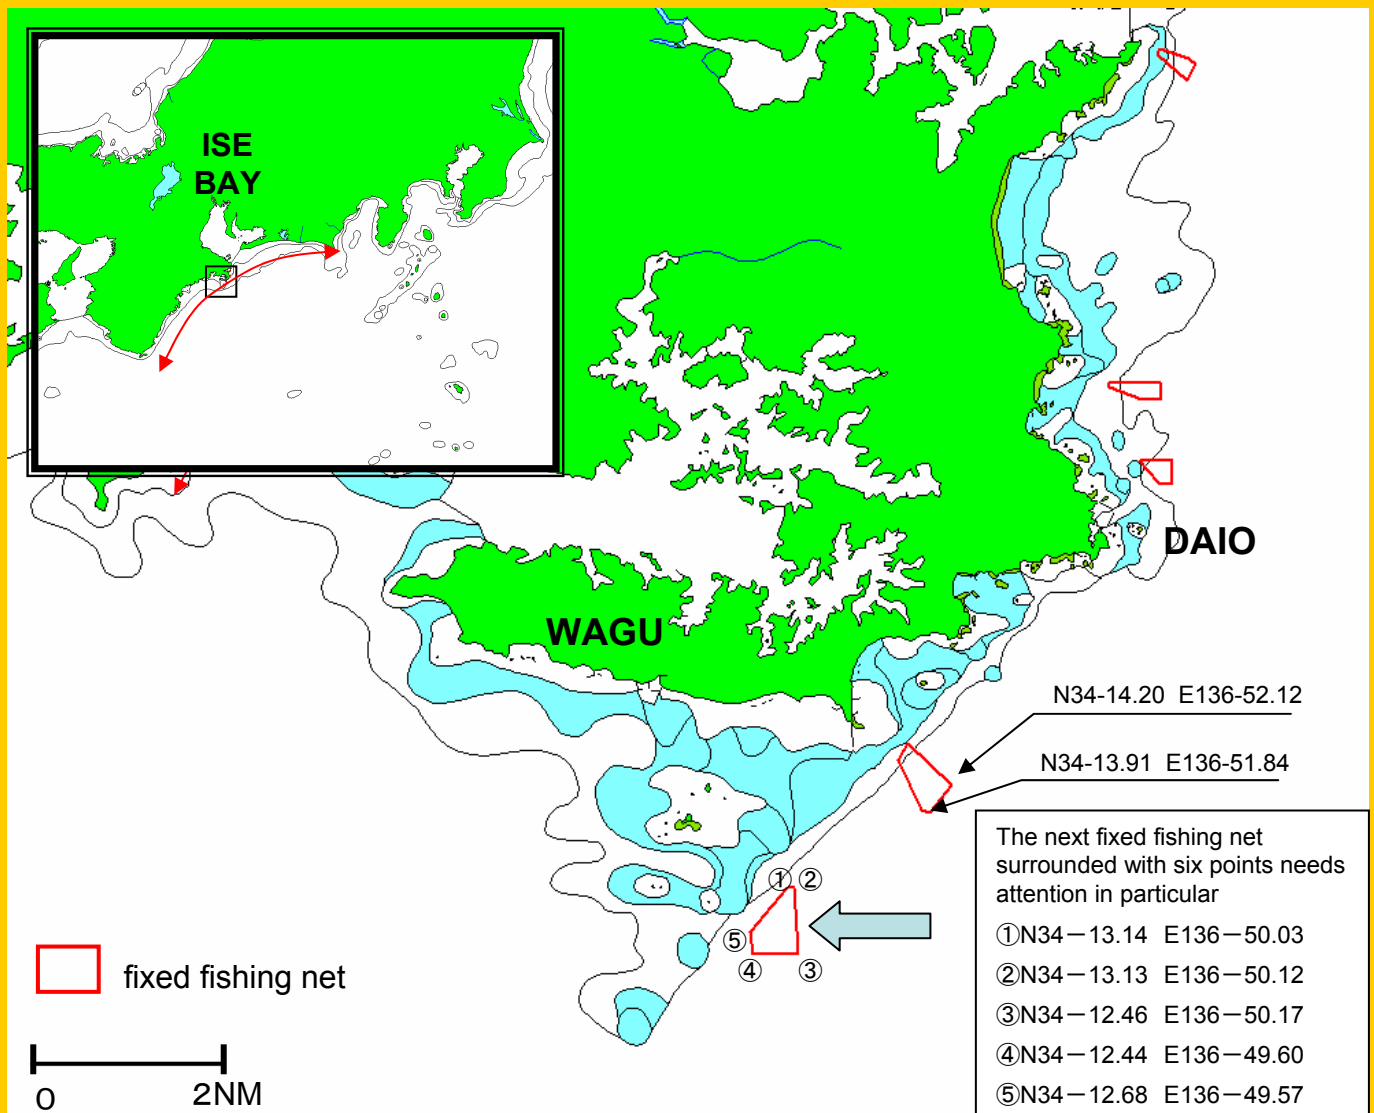 ISE
BAY
DAIO
WAGU
N34-14.20 E136-52.12
N34-13.91 E136-51.84
The next fixed fishing net
surrounded with six points needs
attention in particular
①N34－13.14 E136－50.03
②N34－13.13 E136－50.12
③N34－12.46 E136－50.17
④N34－12.44 E136－49.60
⑤N34－12.68 E136－49.57
① ②
⑤
④ ③
fixed fishing net
0 2NM